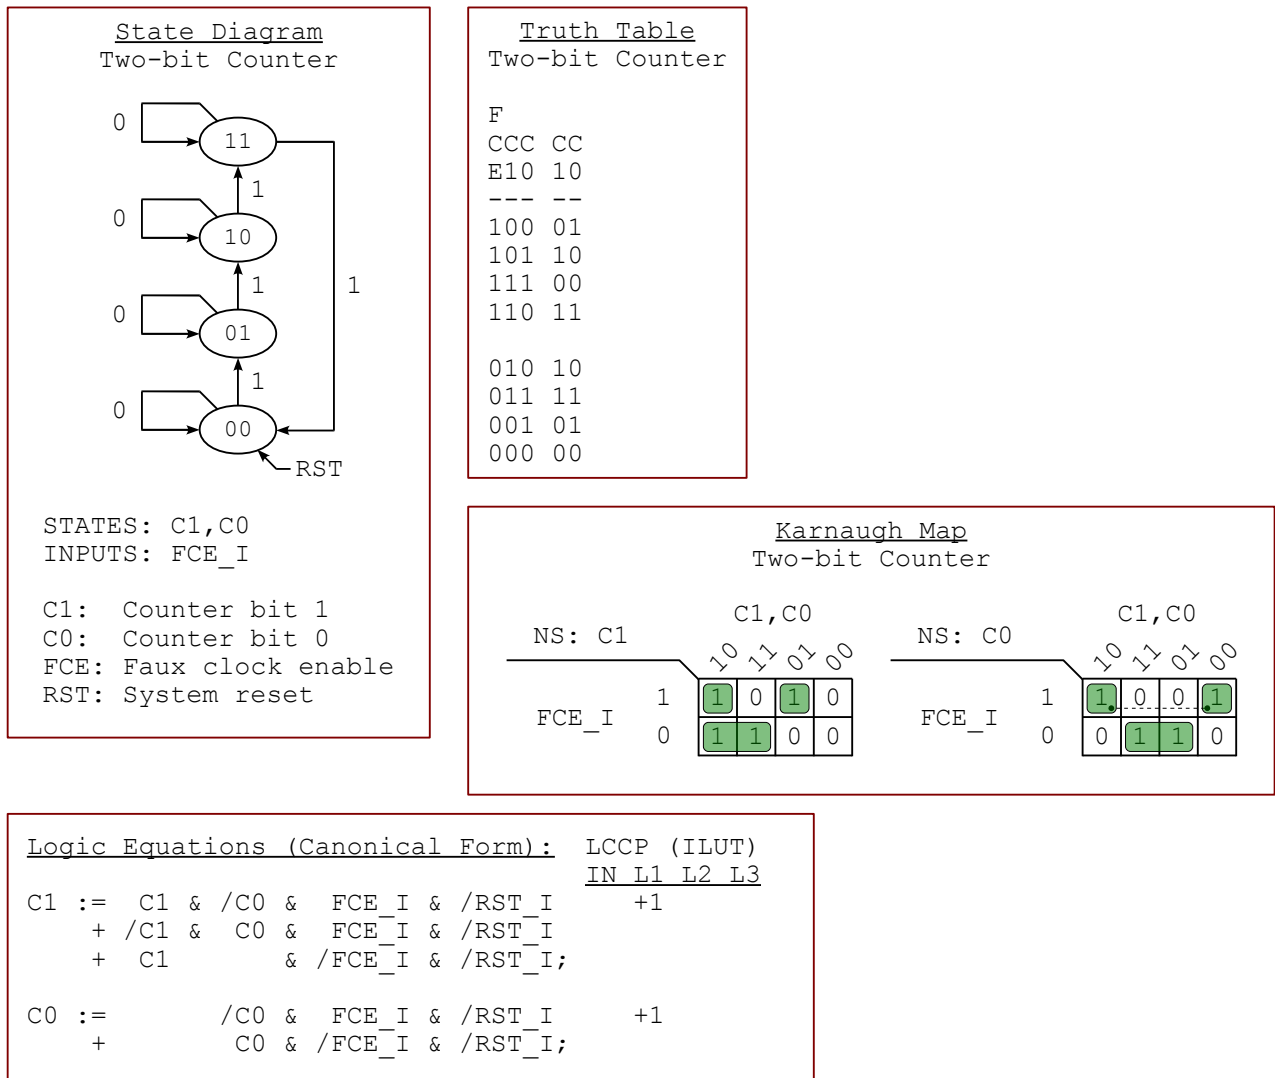 State Diagram
Two-bit Counter
0
11
1
0
10
1
1
0
01
1
0
00
RST
STATES: C1,C0
INPUTS: FCE_I
C1: Counter bit 1
C0: Counter bit 0
FCE: Faux clock enable
RST: System reset
Truth Table
Two-bit Counter
F
CCC CC
E10 10
--- --
100 01
101 10
111 00
110 11
010 10
011 11
001 01
000 00
Karnaugh Map
Two-bit Counter
C1,C0
NS: C1
10 11 01 00
FCE_I
1 1 0 1 0
0 1 1 0 0
C1,C0
NS: C0
10 11 01 00
FCE_I
1 1 0 0 1
0 0 1 1 0
Logic Equations (Canonical Form): LCCP (ILUT)
IN L1 L2 L3
C1 := C1 & /C0 & FCE_I & /RST_I +1
+ /C1 & C0 & FCE_I & /RST_I
+ C1 & /FCE_I & /RST_I;
C0 := /C0 & FCE_I & /RST_I +1
+ C0 & /FCE_I & /RST_I;